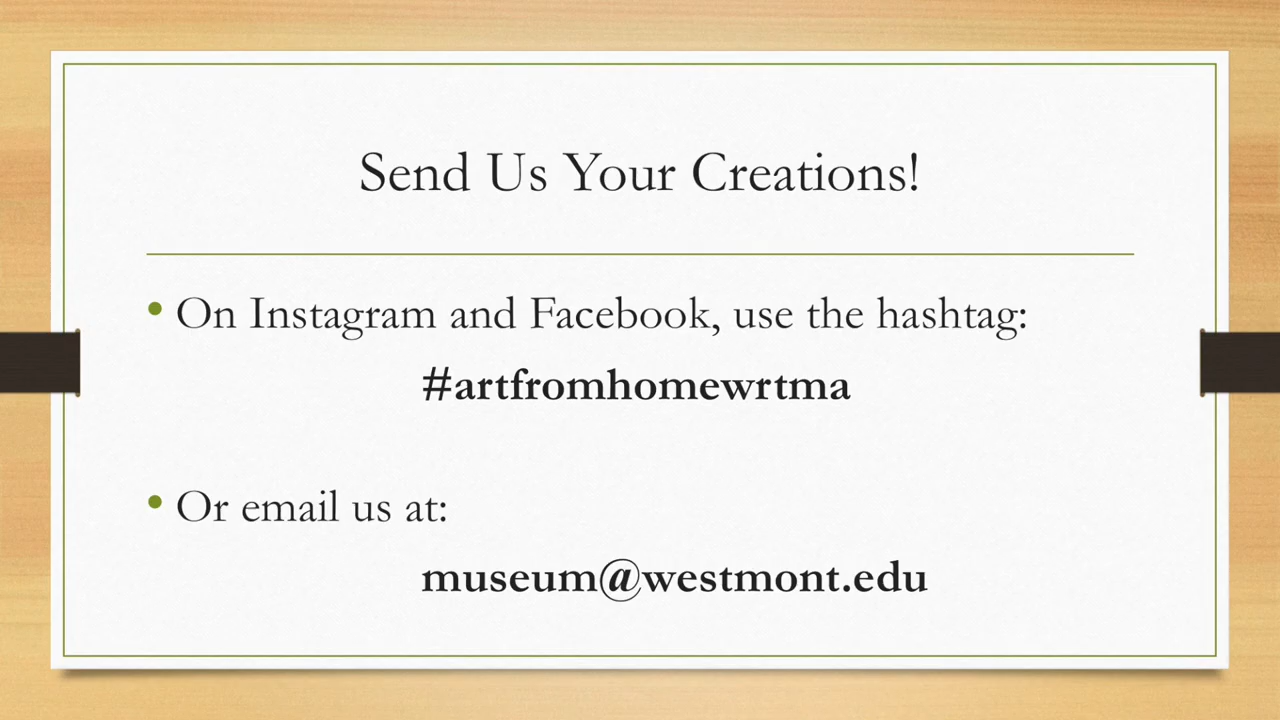 Send Us Your Creations!
• On Instagram and Facebook, use the hashtag:
#artfromhomewrtma
• Or email us at:
museum@westmont.edu